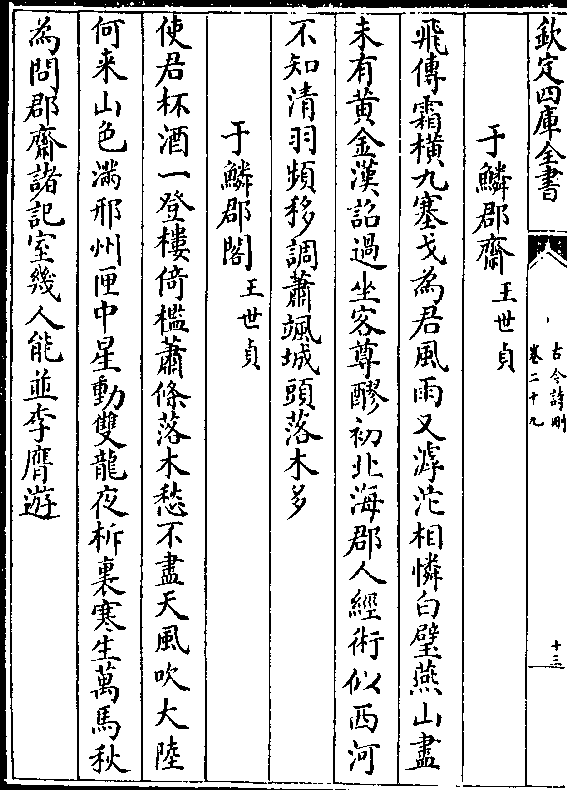 欽定四庫全書
古今詩刪
卷二十九
十三
于鱗郡齋 王世貞
飛傳霜横九塞戈為君風雨又滹沱相憐白璧燕山盡
未有黄金漢詔過坐客尊醪初北海郡人經術似西河
不知清羽頻移調蕭颯城頭落木多
于鱗郡閣 王世貞
使君杯酒一登樓倚檻蕭條落木愁不盡天風吹大陸
何来山色滿邢州匣中星動雙龍夜柝裏寒生萬馬秋
為問郡齋諸記室幾人能並李膺遊